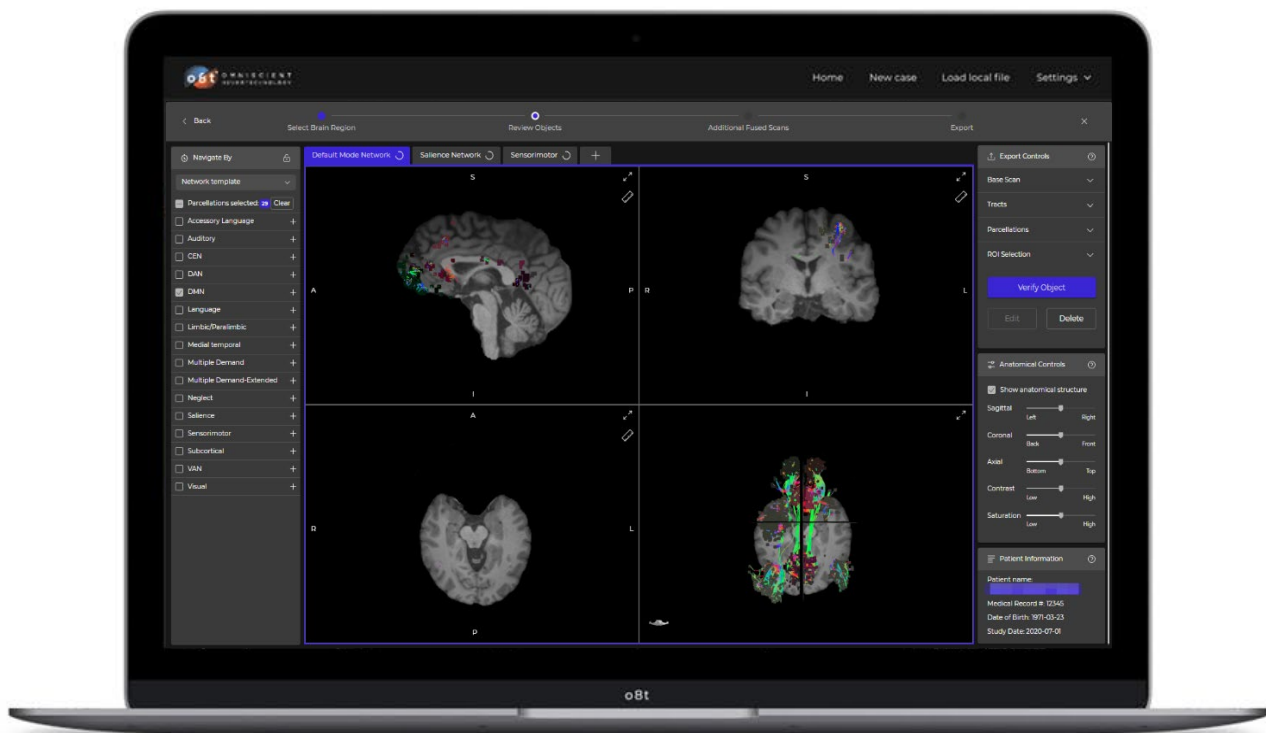 o8t OMNISCIENT
NEUROTECHNOLOGY
Home New case Load local file Settings
Back
Select Brain Region Review Objects Additional Fused Scans Export
Navigate By
Network template
Parcellations selected: 29 Clear
Accessory Language
Auditory
CEN
DAN
DMN
Language
Limbic/Paralimbic
Medial temporal
Multiple Demand
Multiple Demand-Extended
Neglect
Salience
Sensorimotor
Subcortical
VAN
Visual
Default Mode Network Salience Network Sensorimotor +
S
A P
I
S
R L
I
A
R L
P
Export Controls
Base Scan
Tracts
Parcellations
ROI Selection
Verify Object
Edit Delete
Anatomical Controls
Show anatomical structure
Sagittal
Left Right
Coronal
Back Front
Axial
Bottom Top
Contrast
Low High
Saturation
Low High
Patient Information
Patient name:
Medical Record #: 12345
Date of Birth: 1971-03-23
Study Date: 2020-07-01
o8t